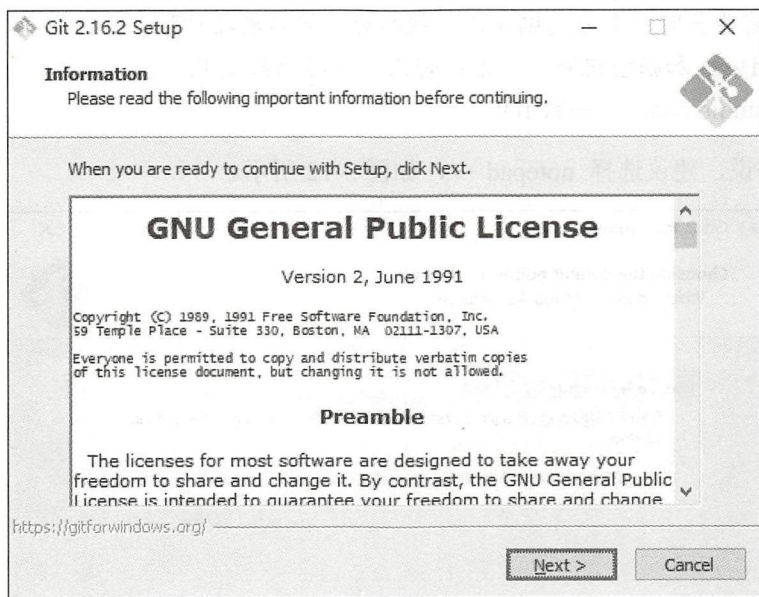 Git 2.16.2 Setup
Information
Please read the following important information before continuing.
When you are ready to continue with Setup, click Next.
GNU General Public License
Version 2, June 1991
Copyright (C) 1989, 1991 Free Software Foundation, Inc.
59 Temple Place - Suite 330, Boston, MA 02111-1307, USA
Everyone is permitted to copy and distribute verbatim copies
of this license document, but changing it is not allowed.
Preamble
The licenses for most software are designed to take away your
freedom to share and change it. By contrast, the GNU General Public
License is intended to guarantee your freedom to share and change
https://gitforwindows.org/
Next >
Cancel